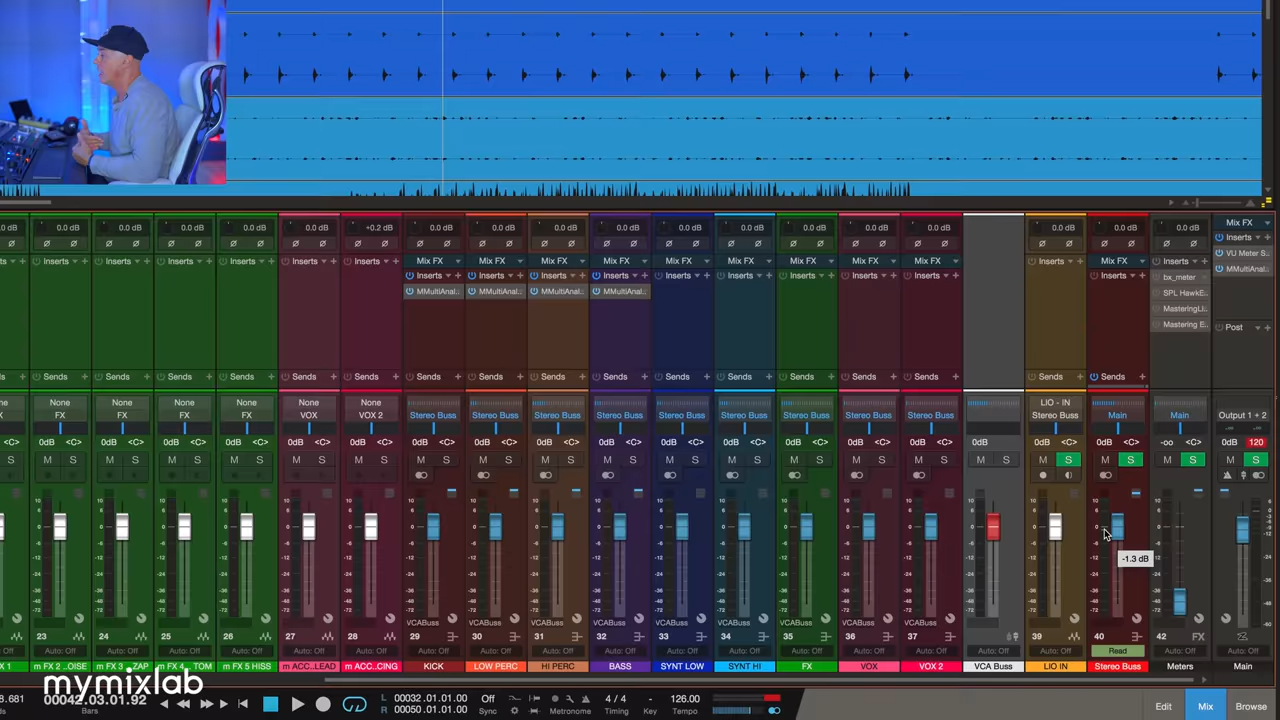 0.0 dB 0.0 dB 0.0 dB 0.0 dB 0.0 dB +0.2 dB 0.0 dB 0.0 dB 0.0 dB 0.0 dB 0.0 dB 0.0 dB 0.0 dB 0.0 dB 0.0 dB 0.0 dB 0.0 dB Mix FX
Inserts
Mix FX Mix FX Mix FX Mix FX Mix FX Mix FX Mix FX Mix FX Mix FX Mix FX
VU Meter S..
Inserts Inserts Inserts Inserts Inserts Inserts Inserts Inserts
MMultiAnal..
Inserts Inserts Inserts Inserts Inserts Inserts Inserts Inserts Inserts Inserts
bx_meter
MMultiAnal.. MMultiAnal.. MMultiAnal.. MMultiAnal.. SPL HawkE..
MasteringLi..
Mastering E.. Post
Sends Sends Sends Sends Sends Sends Sends Sends Sends Sends Sends Sends Sends Sends Sends Sends Sends
None None None None None None LIO - IN
FX FX FX FX VOX VOX 2 Stereo Buss Stereo Buss Stereo Buss Stereo Buss Stereo Buss Stereo Buss Stereo Buss Stereo Buss Stereo Buss Stereo Buss Main Main Output 1 + 2
<C> 0dB <C> 0dB <C> 0dB <C> 0dB <C> 0dB <C> 0dB <C> 0dB <C> 0dB <C> 0dB <C> 0dB <C> 0dB <C> 0dB <C> 0dB <C> 0dB <C> 0dB <C> 0dB 0dB <C> 0dB <C> -oo <C> 0dB 120
S M S M S M S M S M S M S M S M S M S M S M S M S M S M S M S M S M S M S M S M S
-1.3 dB
VCABuss VCABuss VCABuss VCABuss VCABuss VCABuss VCABuss VCABuss VCABuss
23 24 25 26 27 28 29 30 31 32 33 34 35 36 37 39 40 42 FX
Auto: Off Auto: Off Auto: Off Auto: Off Auto: Off Auto: Off Auto: Off Auto: Off Auto: Off Auto: Off Auto: Off Auto: Off Auto: Off Auto: Off Auto: Off Auto: Off Auto: Off Read Auto: Off Auto: Off
m FX 2 ..OISE m FX 3 _ ZAP m FX 4_. TOM m FX 5 HISS m ACC..LEAD m ACC..CING KICK LOW PERC HI PERC BASS SYNT LOW SYNT HI FX VOX VOX 2 VCA Buss LIO IN Stereo Buss Meters Main
mymixlab
8.681 00042.03.01.92 L 00032.01.01.00 Off 4 / 4 - 126.00
Bars R 00050.01.01.00 Sync Metronome Timing Key Tempo Edit Mix Browse